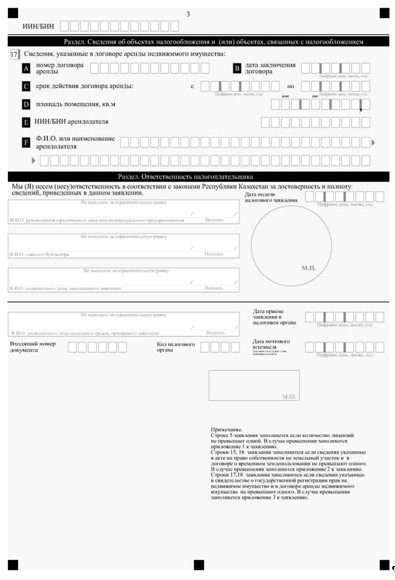 3
ИИН/БИН
Раздел. Сведения об объектах налогообложения и (или) объектах, связанных с налогообложением
17 Сведения, указанные в договоре аренды недвижимого имущества:
A номер договора аренды B дата заключения договора
Цифрами день, месяц, год
C срок действия договора аренды: с по
Цифрами день, месяц, год Цифрами день, месяц, год
D площадь помещения, кв.м
E ИИН/БИН арендодателя
F Ф.И.О. или наименование арендодателя
Раздел. Ответственность налогоплательщика
Мы (Я) несем (несу)ответственность в соответствии с законами Республики Казахстан за достоверность и полноту
сведений, приведенных в данном заявлении.
Дата подачи налогового заявления
Цифрами день, месяц, год
Не выходить за ограничительную рамку
Ф.И.О. руководителя юридического лица или индивидуального предпринимателя Подпись
Не выходить за ограничительную рамку
Ф.И.О. главного бухгалтера Подпись
М.П.
Не выходить за ограничительную рамку
Ф.И.О. должностного лица, заполнившего заявление Подпись
Не выходить за ограничительную рамку
Подпись
Дата приема заявления в налоговом органе
Цифрами день, месяц, год
Входящий номер документа
Код налогового органа
Дата почтового штемпеля
Цифрами день, месяц, год
М.Ш.
Примечание.
Строка 5 заявления заполняется если количество лицензий
не превышает одной. В случае превышения заполняется
приложение 1 к заявлению.
Строки 15, 16 заявления заполняются если сведения указанные
в акте на право собственности на земельный участок и в
договоре о временном землепользовании не превышают одного.
В случае превышения заполняется приложение 2 к заявлению.
Строки 17,18 заявления заполняются если сведения указанные
в свидетельстве о государственной регистрации прав на
недвижимое имущество и в договоре аренды недвижимого
имущества не превышают одного. В случае превышения
заполняется приложение 3 к заявлению.